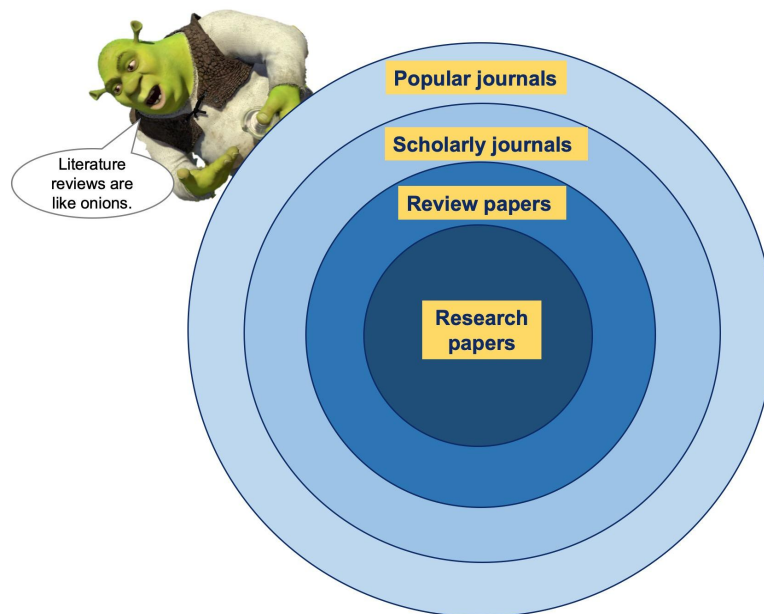 Popular journals
Scholarly journals
Literature
reviews are
like onions.
Review papers
Research
papers